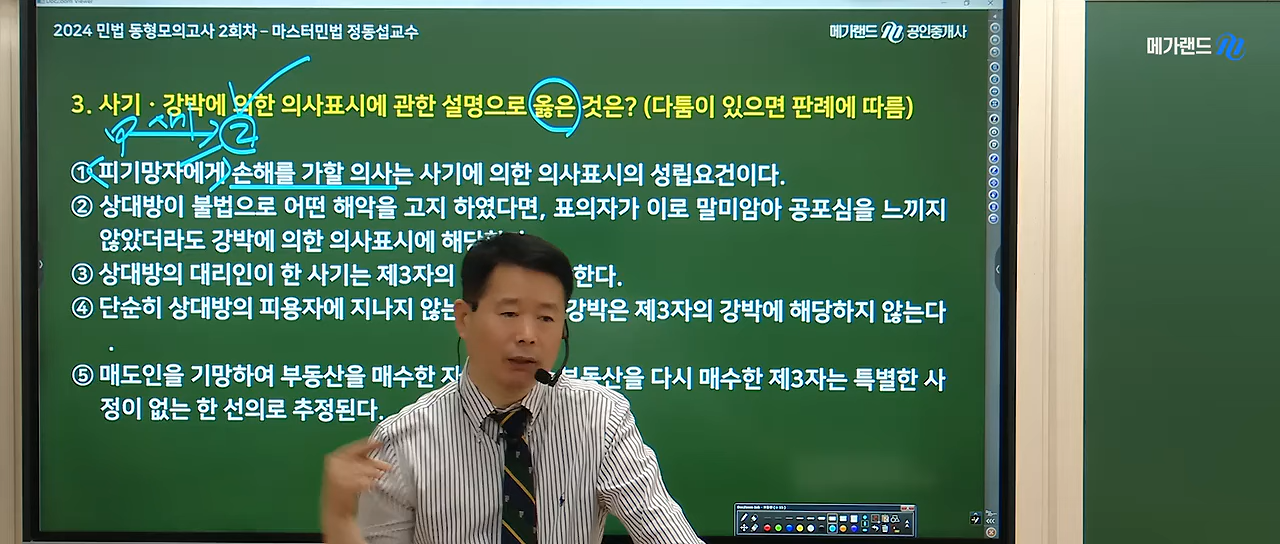 2024 민법 동형모의고사 2회차 – 마스터민법 정동섭교수
메가랜드 공인중개사
메가랜드
3. 사기 · 강박에 의한 의사표시에 관한 설명으로 옳은 것은? (다툼이 있으면 판례에 따름)
사기 2
① 피기망자에게 손해를 가할 의사는 사기에 의한 의사표시의 성립요건이다.
② 상대방이 불법으로 어떤 해악을 고지 하였다면, 표의자가 이로 말미암아 공포심을 느끼지
않았더라도 강박에 의한 의사표시에
③ 상대방의 대리인이 한 사기는 제3자의 한다.
④ 단순히 상대방의 피용자에 지나지 않는 강박은 제3자의 강박에 해당하지 않는다
.
⑤ 매도인을 기망하여 부동산을 매수한 부동산을 다시 매수한 제3자는 특별한 사
정이 없는 한 선의로 추정된다.